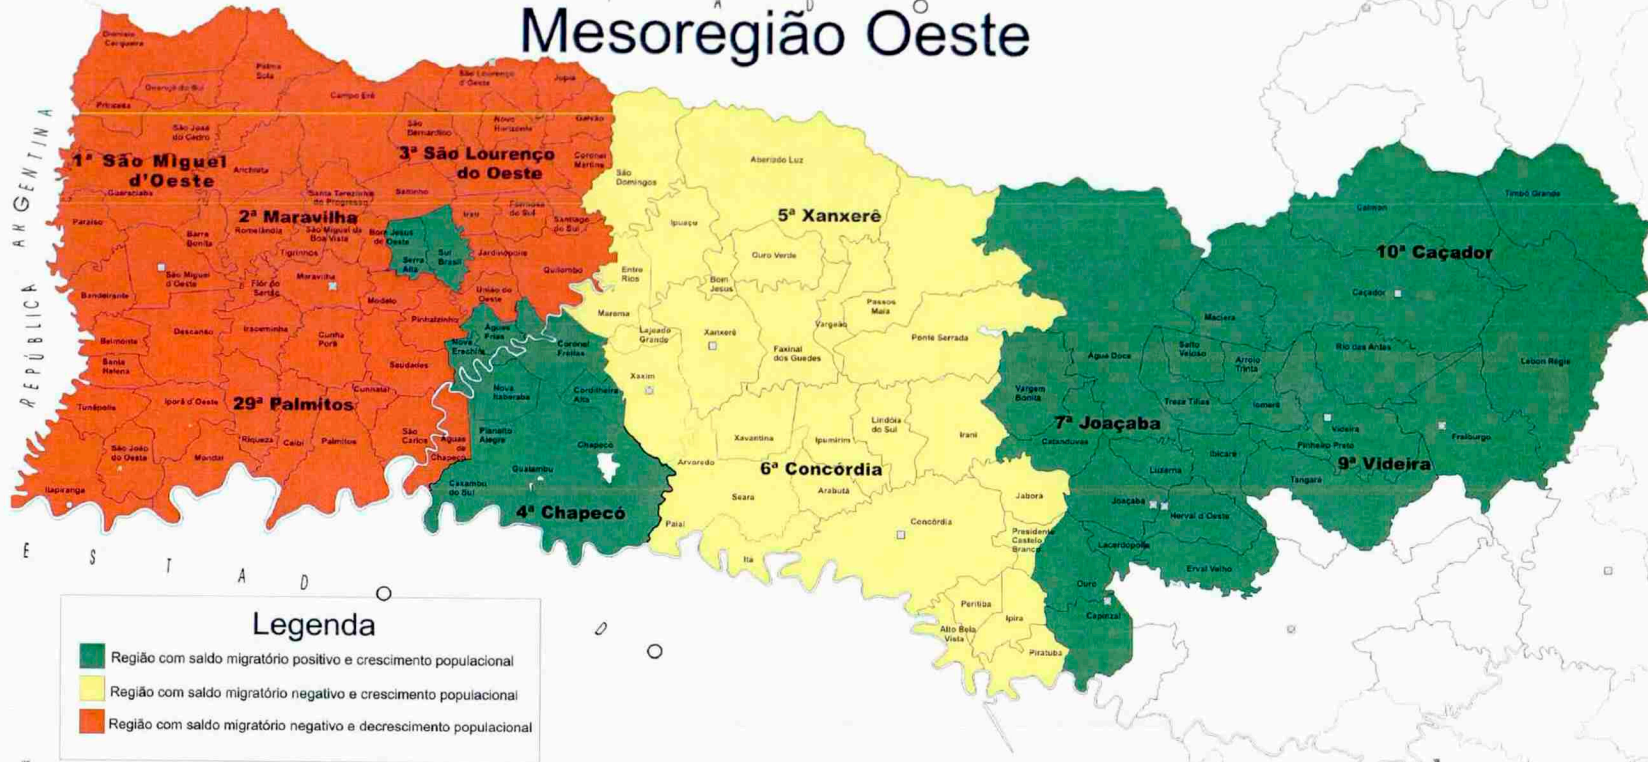 Mesoregião Oeste
REPÚBLICA ARGENTINA
Dionísio
Cerqueira
Palma
Sola
São Lourenço
d'Oeste
Jupiá
Guarujá do Sul
Campo Erê
Princesa
São José
do Cedro
São
Bernardino
Novo
Horizonte
Galvão
1ª São Miguel
d'Oeste
Anchieta
3ª São Lourenço
do Oeste
Coronel
Martins
São
Domingos
Abelardo Luz
Guaraciaba
Santa Terezinha
do Progresso
Saltinho
Timbó Grande
Calmon
Paraíso
2ª Maravilha
Romelândia
São Miguel da
Boa Vista
Bom Jesus
do Oeste
Irati
Formosa
do Sul
Santiago
do Sul
Ipuaçu
5ª Xanxerê
Barra
Bonita
Tigrinhos
Serra
Alta
Sul
Brasil
Jardinópolis
Ouro Verde
10ª Caçador
São Miguel
d'Oeste
Maravilha
Flôr do
Sertão
Quilombo
Entre
Rios
Bom
Jesus
Bandeirante
Modelo
União do
Oeste
Marema
Passos
Maia
Caçador
Descanso
Iraceminha
Cunha
Porã
Pinhalzinho
Águas
Frias
Lajeado
Grande
Xanxerê
Vargeão
Ponte Serrada
Macieira
Belmonte
Nova
Erechim
Coronel
Freitas
Faxinal
dos Guedes
Água Doce
Salto
Veloso
Arroio
Trinta
Rio das Antas
Lebon Régis
Santa
Helena
Saudades
Xaxim
Tunápolis
Iporã d'Oeste
29ª Palmitos
Cunhataí
Nova
Itaberaba
Cordilheira
Alta
Vargem
Bonita
Treze Tílias
Iomerê
São João
do Oeste
Mondaí
Riqueza
Caibi
Palmitos
São
Carlos
Águas
de
Chapecó
Planalto
Alegre
Chapecó
Xavantina
Ipumirim
Lindóia
do Sul
Irani
7ª Joaçaba
Catanduvas
Videira
Fraiburgo
Pinheiro Preto
Itapiranga
Guatambu
Caxambu
do Sul
Arvoredo
6ª Concórdia
Luzerna
Ibicaré
9ª Videira
Tangará
4ª Chapecó
Seara
Arabutã
Jaborá
Joaçaba
Herval d'Oeste
Paial
Concórdia
Presidente
Castelo
Branco
Lacerdópolis
Itá
Erval Velho
Peritiba
Ipira
Ouro
Capinzal
Alto Bela
Vista
Piratuba
E S T A D O
Legenda
Região com saldo migratório positivo e crescimento populacional
Região com saldo migratório negativo e crescimento populacional
Região com saldo migratório negativo e decrescimento populacional